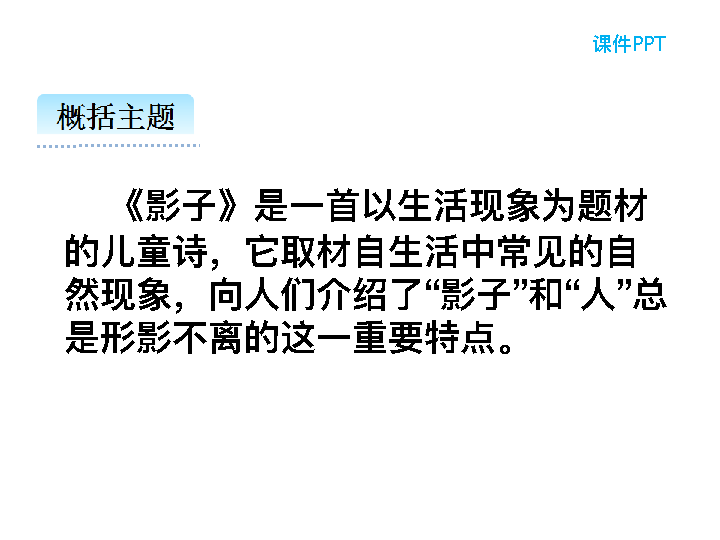 课件PPT
概括主题
《影子》是一首以生活现象为题材
的儿童诗，它取材自生活中常见的自
然现象，向人们介绍了“影子”和“人”总
是形影不离的这一重要特点。